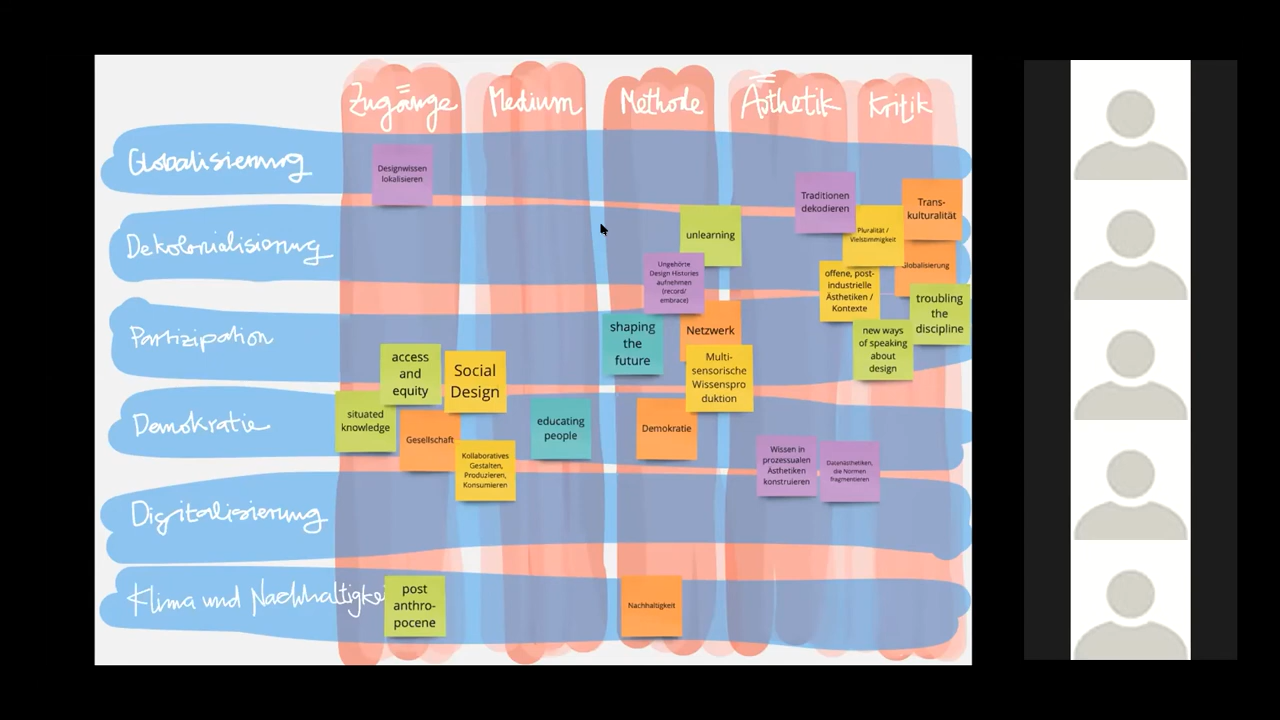 Zugänge Medium Methode Ästhetik Kritik
Globalisierung
Designwissen
lokalisieren
Traditionen
dekodieren
Trans-
kulturalität
Dekolonialisierung
unlearning
Pluralität /
Vielstimmigkeit
Globalisierung
Ungehörte
Design Histories
aufnehmen
(record/
embrace)
offene, post-
industrielle
Ästhetiken /
Kontexte
troubling
the
discipline
Partizipation
shaping
the
future
Netzwerk
new ways
of speaking
about
design
access
and
equity
Social
Design
Multi-
sensorische
Wissenspro
duktion
Demokratie
situated
knowledge
Gesellschaft
Kollaboratives
Gestalten,
Produzieren,
Konsumieren
educating
people
Demokratie
Wissen in
prozessualen
Ästhetiken
konstruieren
Datenästhetiken,
die Normen
fragmentieren
Digitalisierung
Klima und Nachhaltigkei
post
anthro-
pocene
Nachhaltigkeit